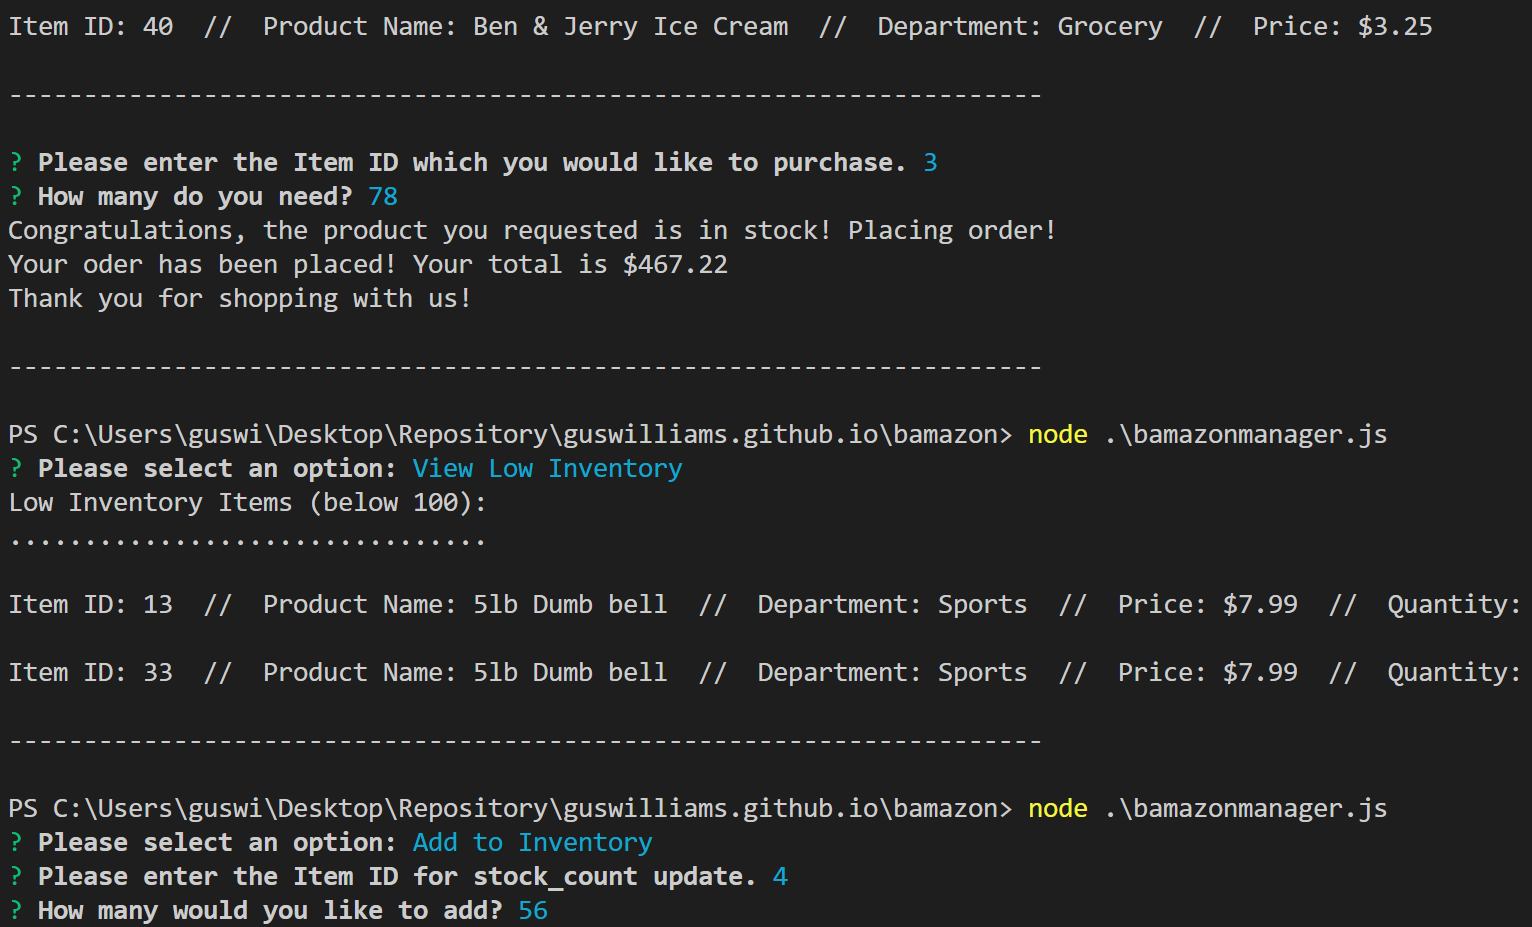 Item ID: 40  //  Product Name: Ben & Jerry Ice Cream  //  Department: Grocery  //  Price: $3.25
---------------------------------------------------------------------
? Please enter the Item ID which you would like to purchase. 3
? How many do you need? 78
Congratulations, the product you requested is in stock! Placing order!
Your oder has been placed! Your total is $467.22
Thank you for shopping with us!
---------------------------------------------------------------------
PS C:\Users\guswi\Desktop\Repository\guswilliams.github.io\bamazon> node .\bamazonmanager.js
? Please select an option: View Low Inventory
Low Inventory Items (below 100):
................................
Item ID: 13  //  Product Name: 5lb Dumb bell  //  Department: Sports  //  Price: $7.99  //  Quantity:
Item ID: 33  //  Product Name: 5lb Dumb bell  //  Department: Sports  //  Price: $7.99  //  Quantity:
---------------------------------------------------------------------
PS C:\Users\guswi\Desktop\Repository\guswilliams.github.io\bamazon> node .\bamazonmanager.js
? Please select an option: Add to Inventory
? Please enter the Item ID for stock_count update. 4
? How many would you like to add? 56